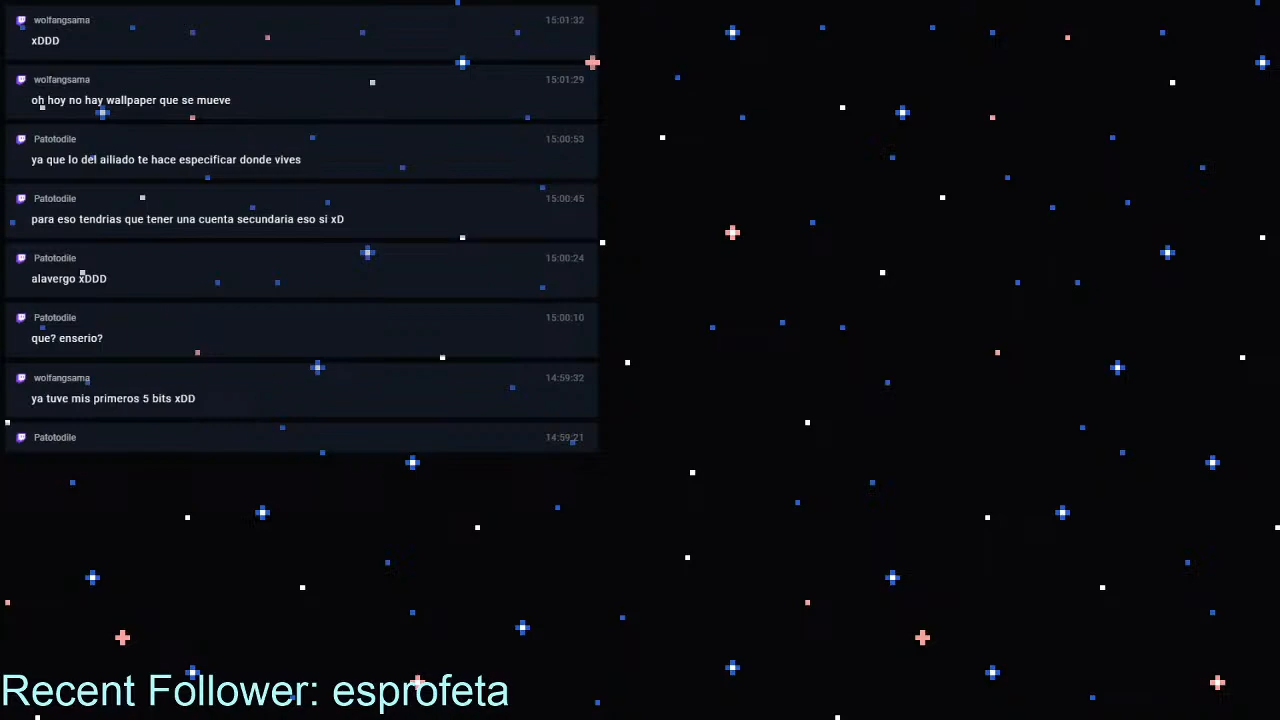 wolfangsama 15:01:32
xDDD
wolfangsama 15:01:29
oh hoy no hay wallpaper que se mueve
Patotodile 15:00:53
ya que lo del ailiado te hace especificar donde vives
Patotodile 15:00:45
para eso tendrias que tener una cuenta secundaria eso si xD
Patotodile 15:00:24
alavergo xDDD
Patotodile 15:00:10
que? enserio?
wolfangsama 14:59:32
ya tuve mis primeros 5 bits xDD
Patotodile 14:59:21
Recent Follower: esprofeta